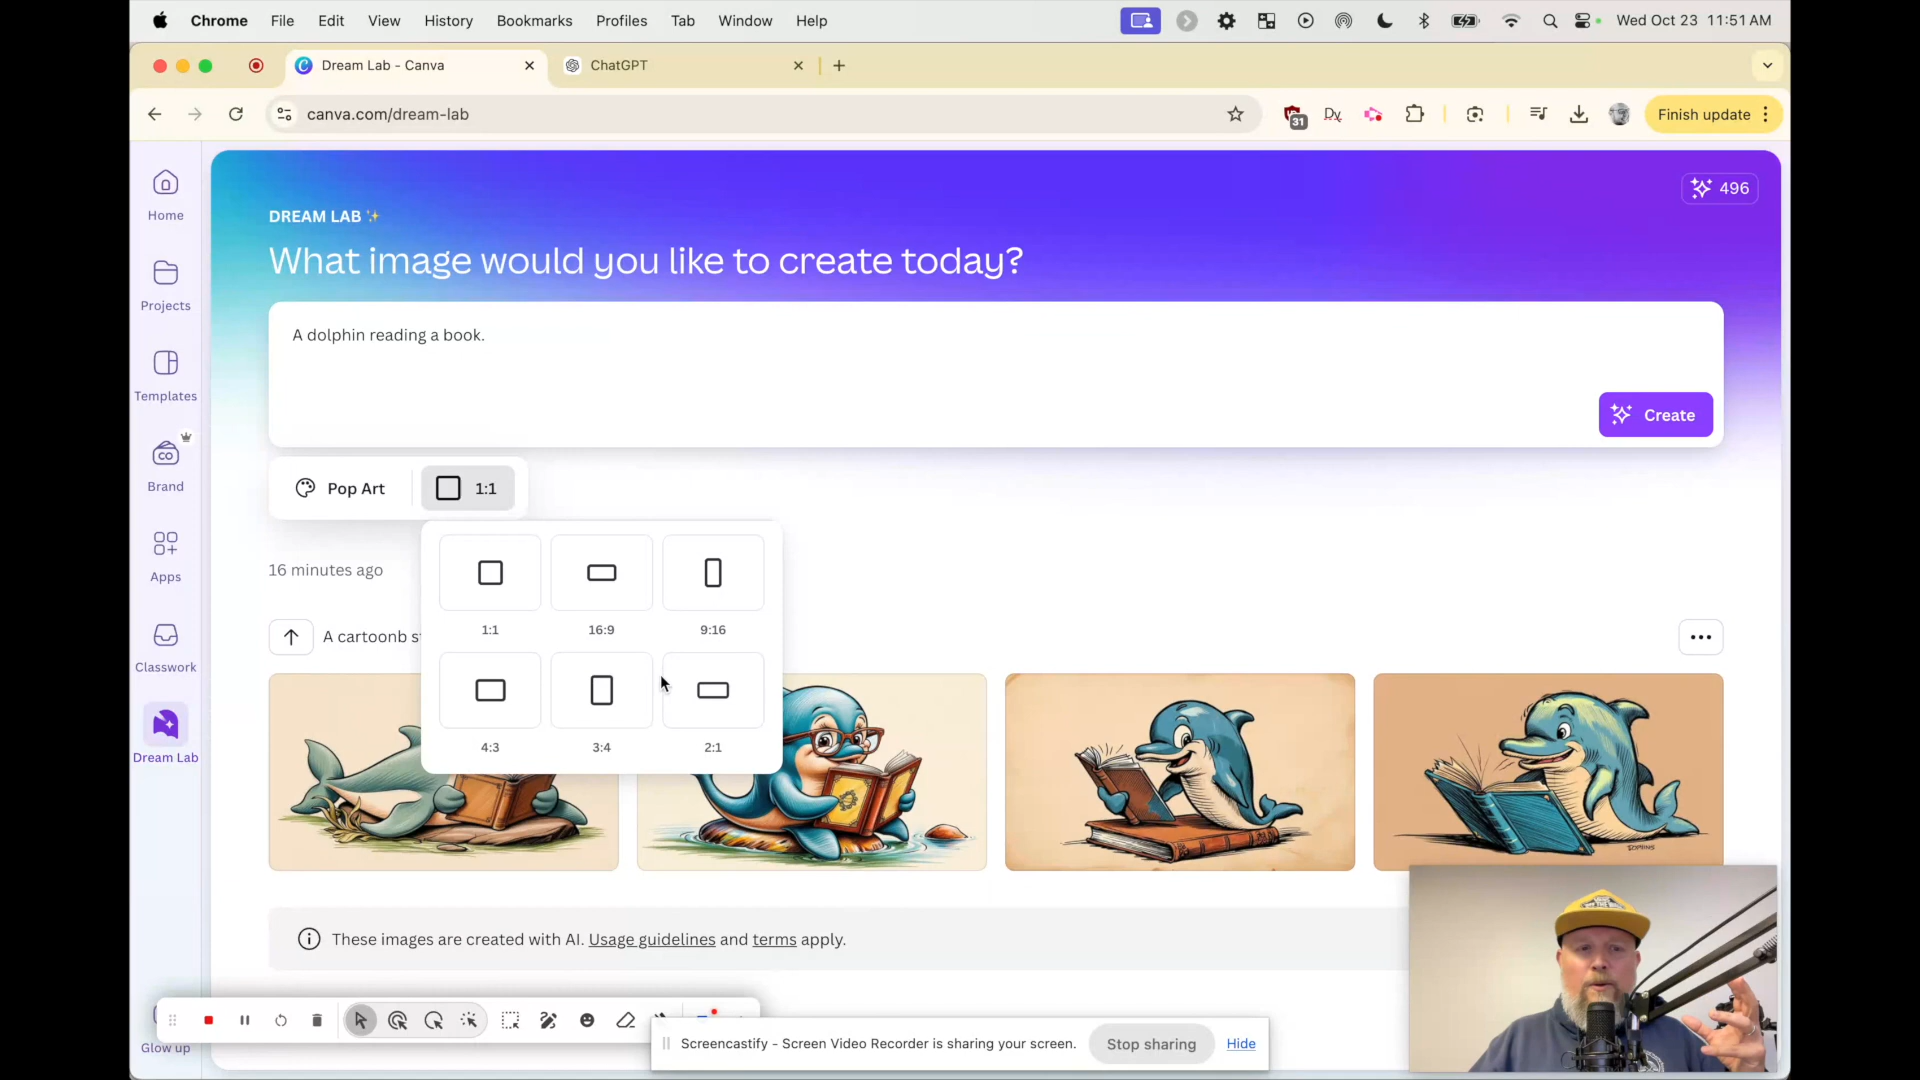 Chrome File Edit View History Bookmarks Profiles Tab Window Help Wed Oct 23 11:51 AM
Dream Lab - Canva ChatGPT
canva.com/dream-lab 31 Dy Finish update
Home
Projects
Templates
CO
Brand
Apps
Classwork
Dream Lab
Glow up
496
DREAM LAB
What image would you like to create today?
A dolphin reading a book.
Create
Pop Art 1:1
1:1 16:9 9:16
4:3 3:4 2:1
16 minutes ago
A cartoonb s
These images are created with AI. Usage guidelines and terms apply.
Screencastify - Screen Video Recorder is sharing your screen. Stop sharing Hide